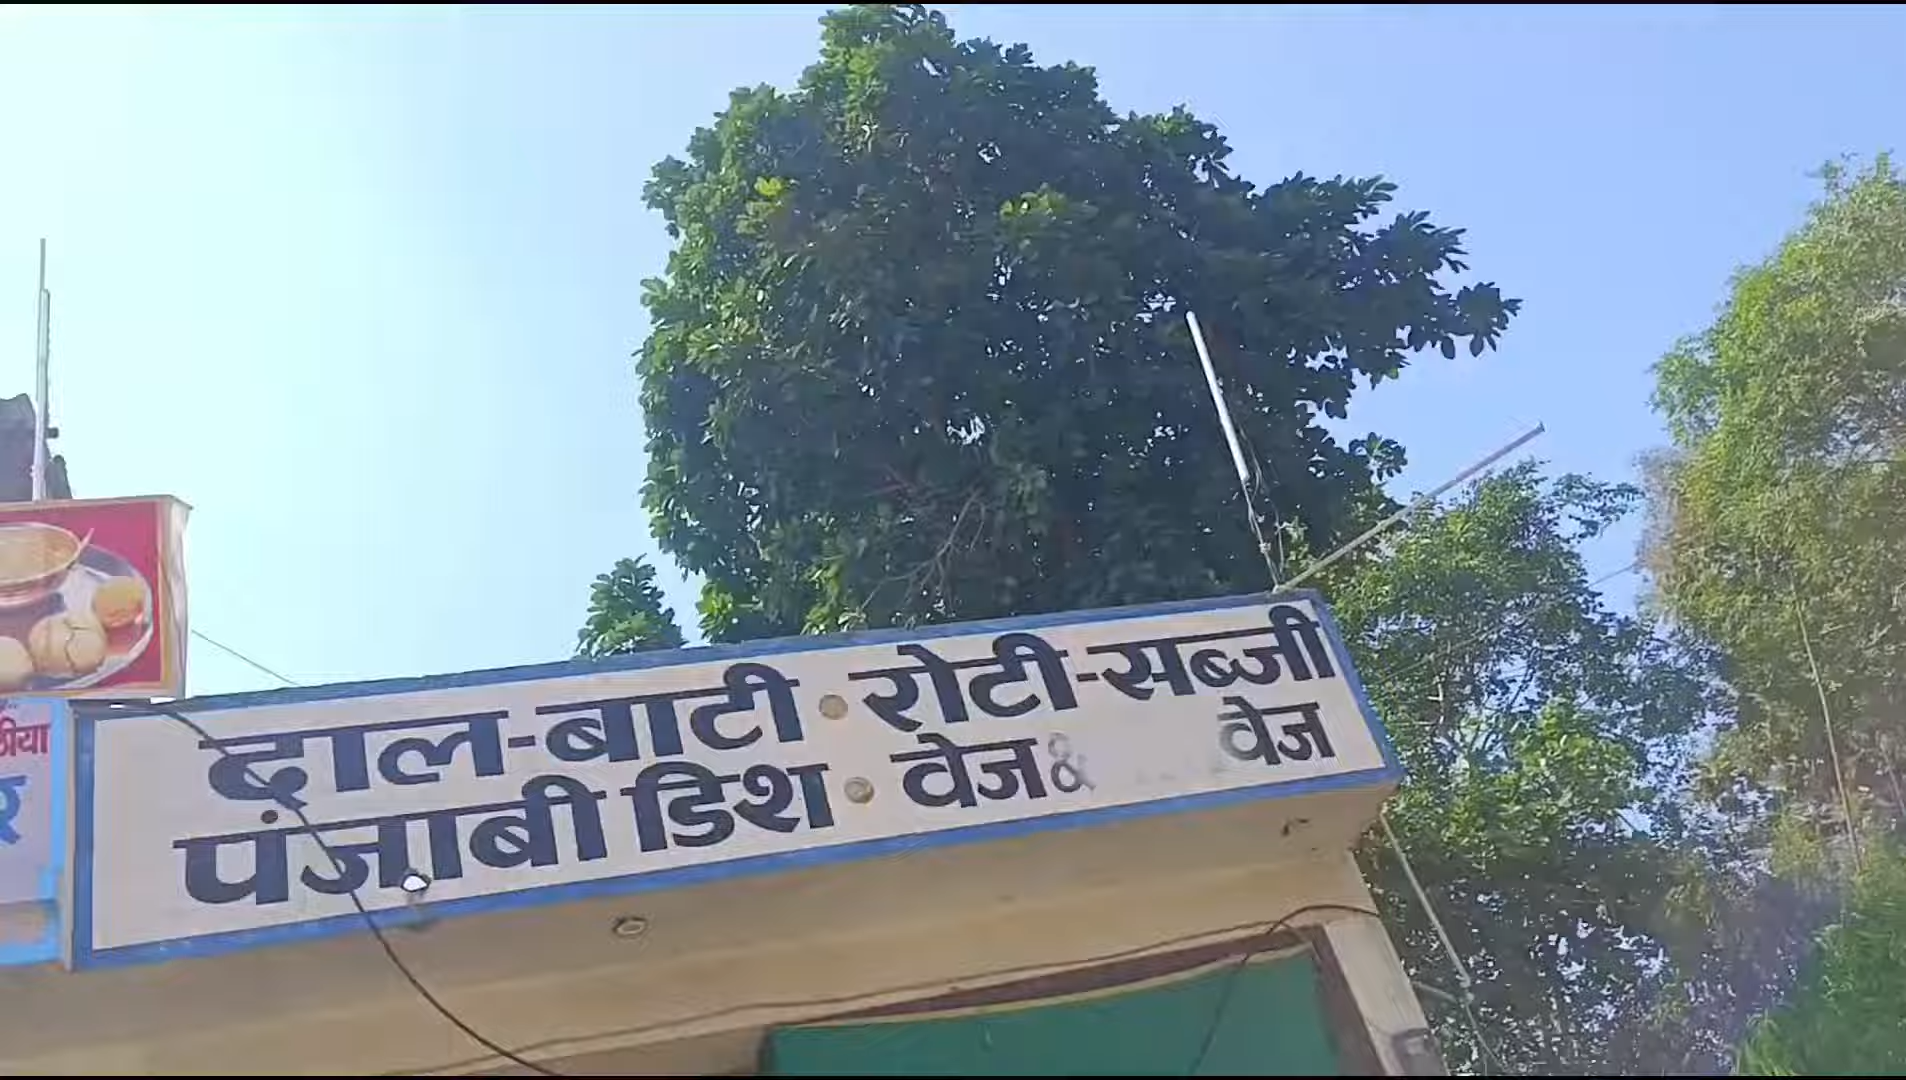 दाल-बाटी • रोटी-सब्जी
पंजाबी डिश • वेज & वेज